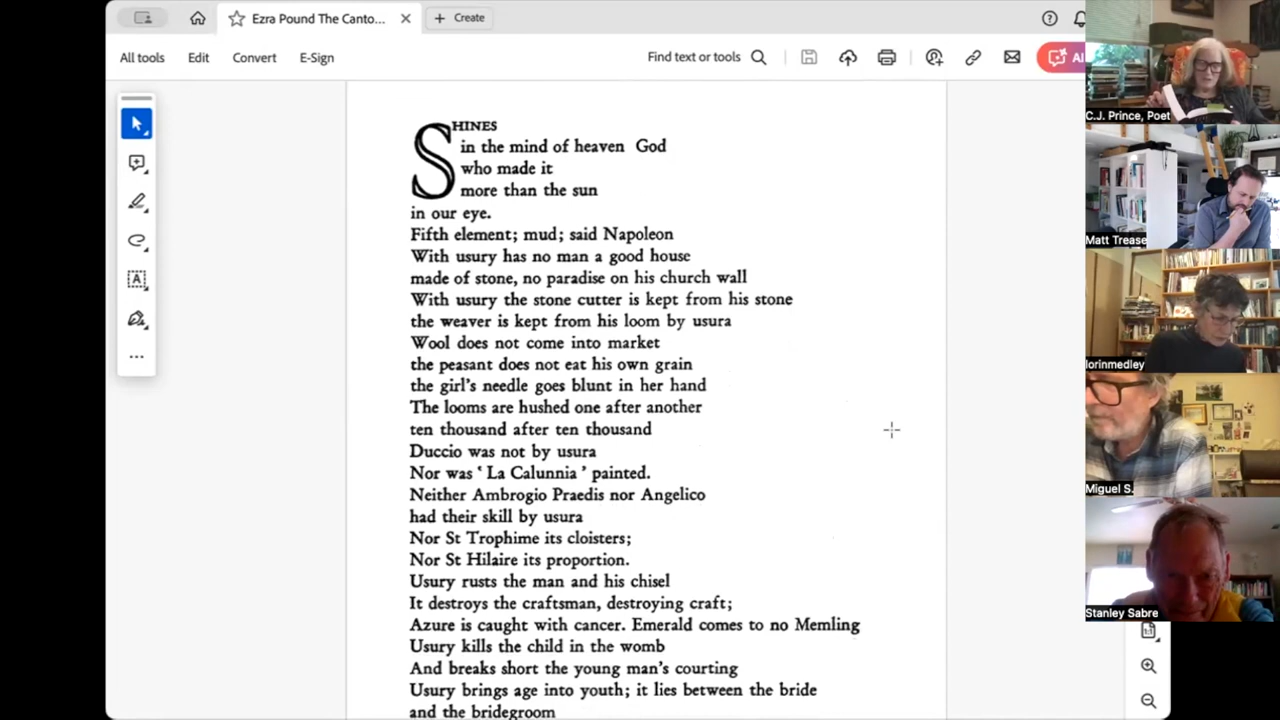 Ezra Pound The Canto...
Create
All tools
Edit
Convert
E-Sign
Find text or tools
AI
SHINES
in the mind of heaven God
who made it
more than the sun
in our eye.
Fifth element; mud; said Napoleon
With usury has no man a good house
made of stone, no paradise on his church wall
With usury the stone cutter is kept from his stone
the weaver is kept from his loom by usura
Wool does not come into market
the peasant does not eat his own grain
the girl's needle goes blunt in her hand
The looms are hushed one after another
ten thousand after ten thousand
Duccio was not by usura
Nor was ' La Calunnia ' painted.
Neither Ambrogio Praedis nor Angelico
had their skill by usura
Nor St Trophime its cloisters;
Nor St Hilaire its proportion.
Usury rusts the man and his chisel
It destroys the craftsman, destroying craft;
Azure is caught with cancer. Emerald comes to no Memling
Usury kills the child in the womb
And breaks short the young man's courting
Usury brings age into youth; it lies between the bride
and the bridegroom
C.J. Prince, Poet
Matt Trease
lorinmedley
Miguel S.
Stanley Sabre